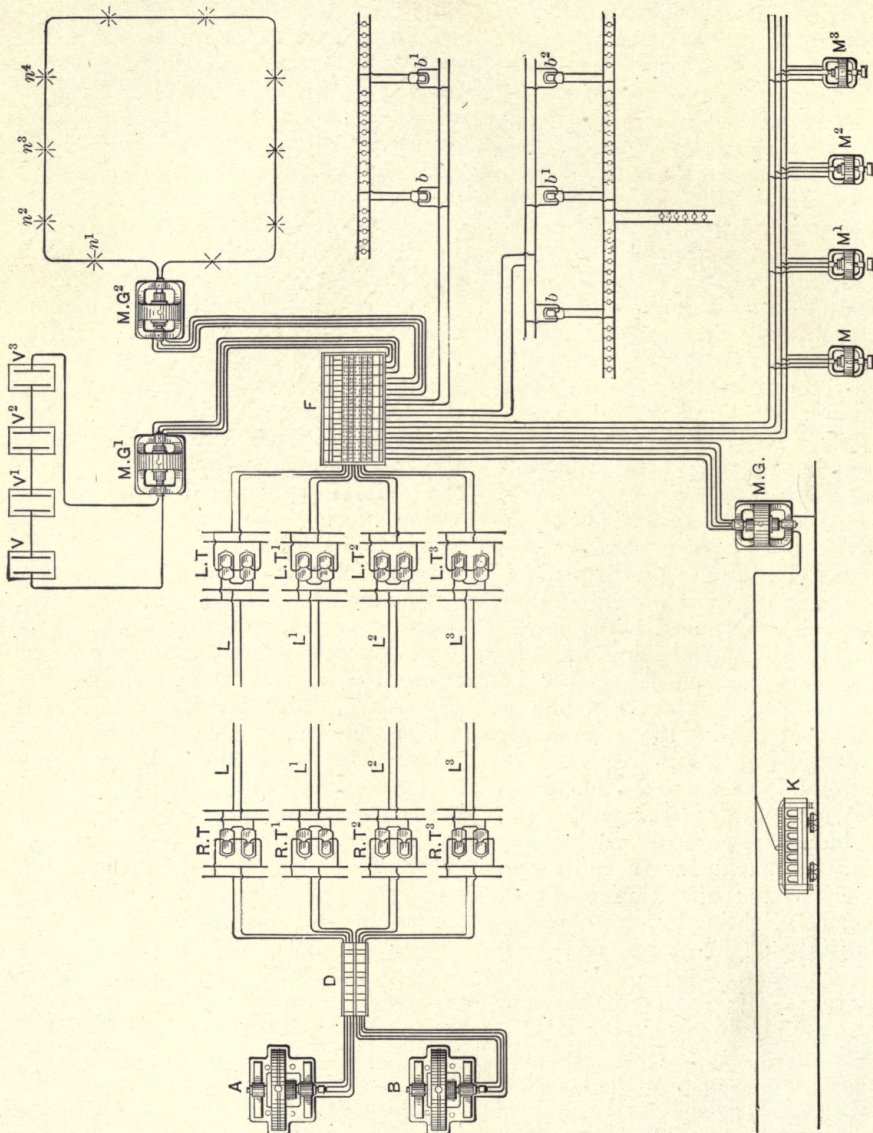 n⁴
n³
n²
n¹
M.G²
V³
V²
V¹
V
M.G¹
F
b¹
b
b²
b¹
b
M³
M²
M¹
M
M.G.
L.T
L.T¹
L.T²
L.T³
L
L¹
L²
L³
L
L¹
L²
L³
R.T
R.T¹
R.T²
R.T³
D
A
B
K